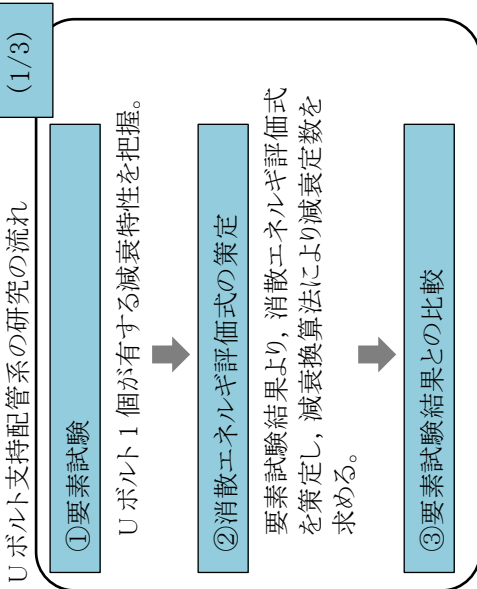 Uボルト支持配管系の研究の流れ
(1/3)
①要素試験
Uボルト1個が有する減衰特性を把握。
②消散エネルギ評価式の策定
要素試験結果より，消散エネルギ評価式
を策定し，減衰換算法により減衰定数を
求める。
③要素試験結果との比較